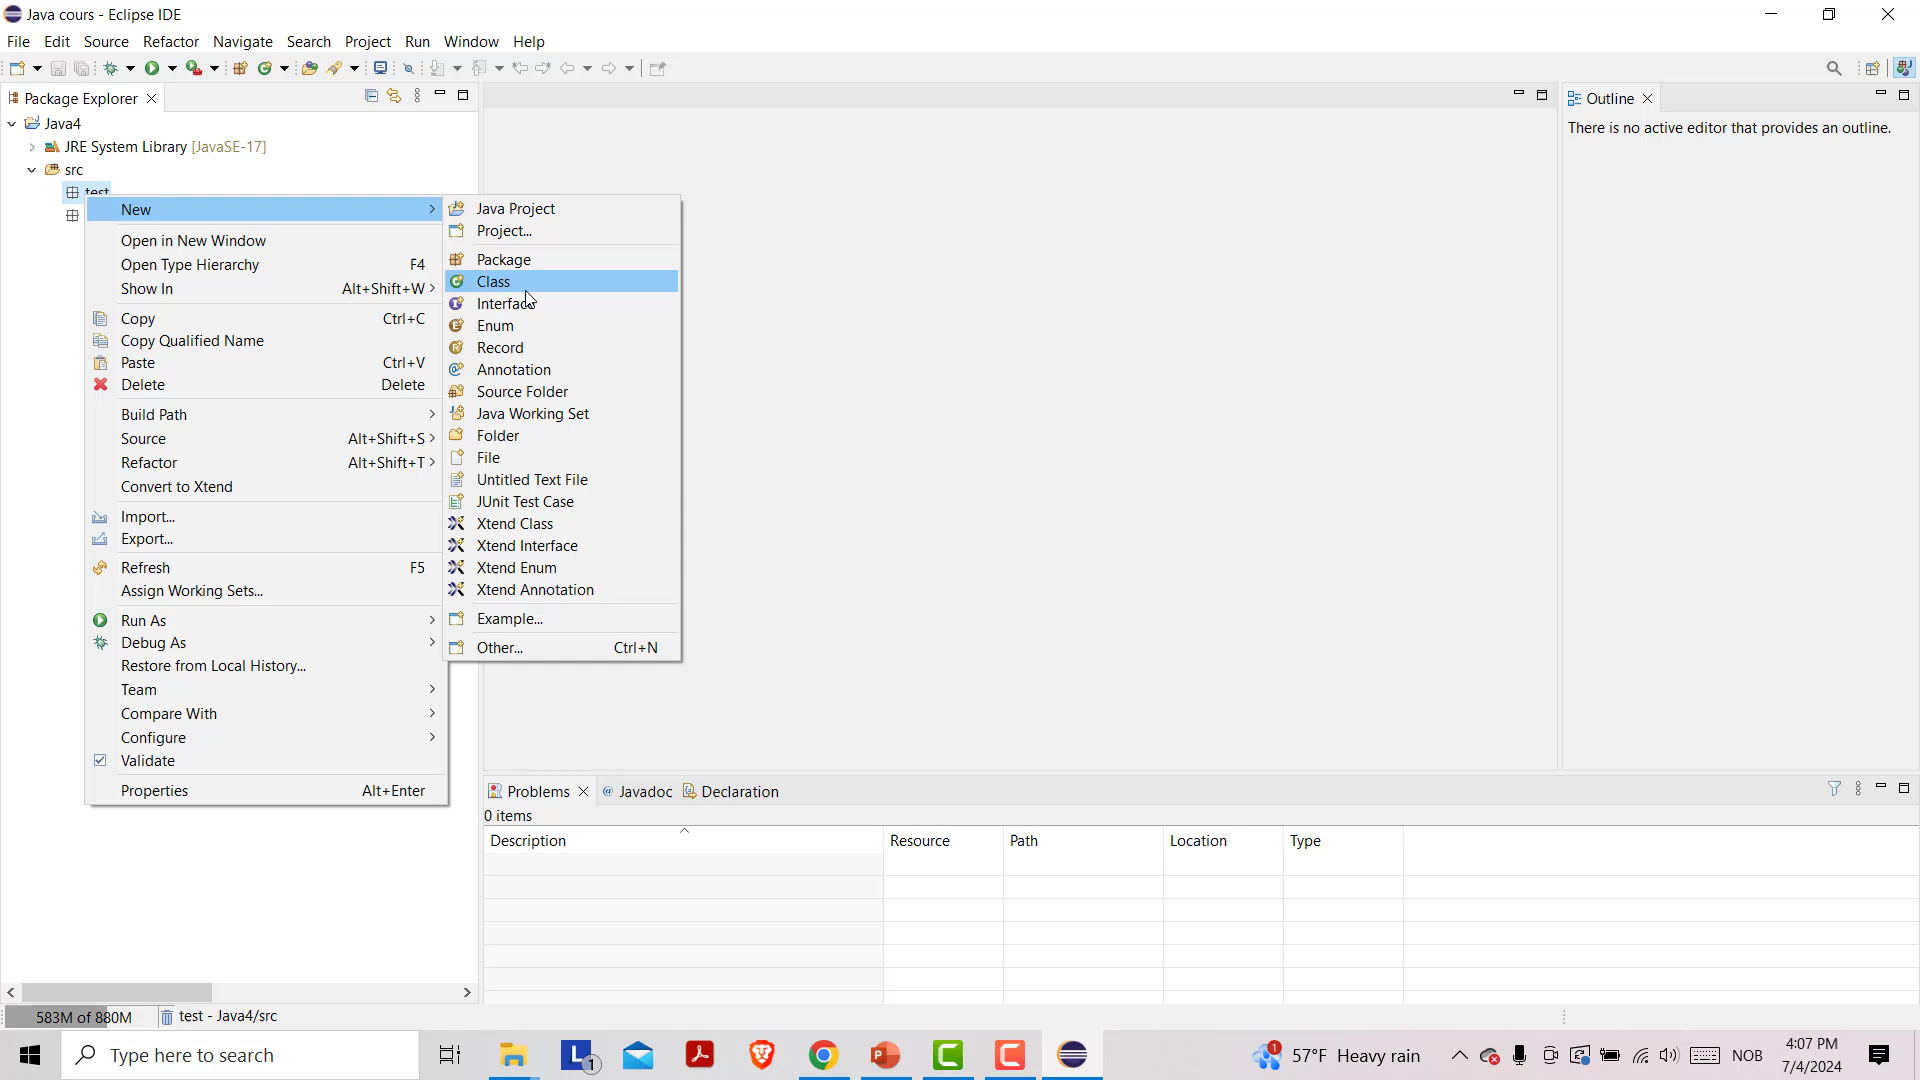 Java cours - Eclipse IDE
File Edit Source Refactor Navigate Search Project Run Window Help
Package Explorer
Outline
Java4
There is no active editor that provides an outline.
JRE System Library [JavaSE-17]
src
test
New
Open in New Window
Open Type Hierarchy F4
Show In Alt+Shift+W
Copy Ctrl+C
Copy Qualified Name
Paste Ctrl+V
Delete Delete
Build Path
Source Alt+Shift+S
Refactor Alt+Shift+T
Convert to Xtend
Import...
Export...
Refresh F5
Assign Working Sets...
Run As
Debug As
Restore from Local History...
Team
Compare With
Configure
Validate
Properties Alt+Enter
Java Project
Project...
Package
Class
Interface
Enum
Record
Annotation
Source Folder
Java Working Set
Folder
File
Untitled Text File
JUnit Test Case
Xtend Class
Xtend Interface
Xtend Enum
Xtend Annotation
Example...
Other... Ctrl+N
Problems @ Javadoc Declaration
0 items
Description Resource Path Location Type
583M of 880M test - Java4/src
Type here to search
1
1
57°F Heavy rain
NOB
4:07 PM
7/4/2024